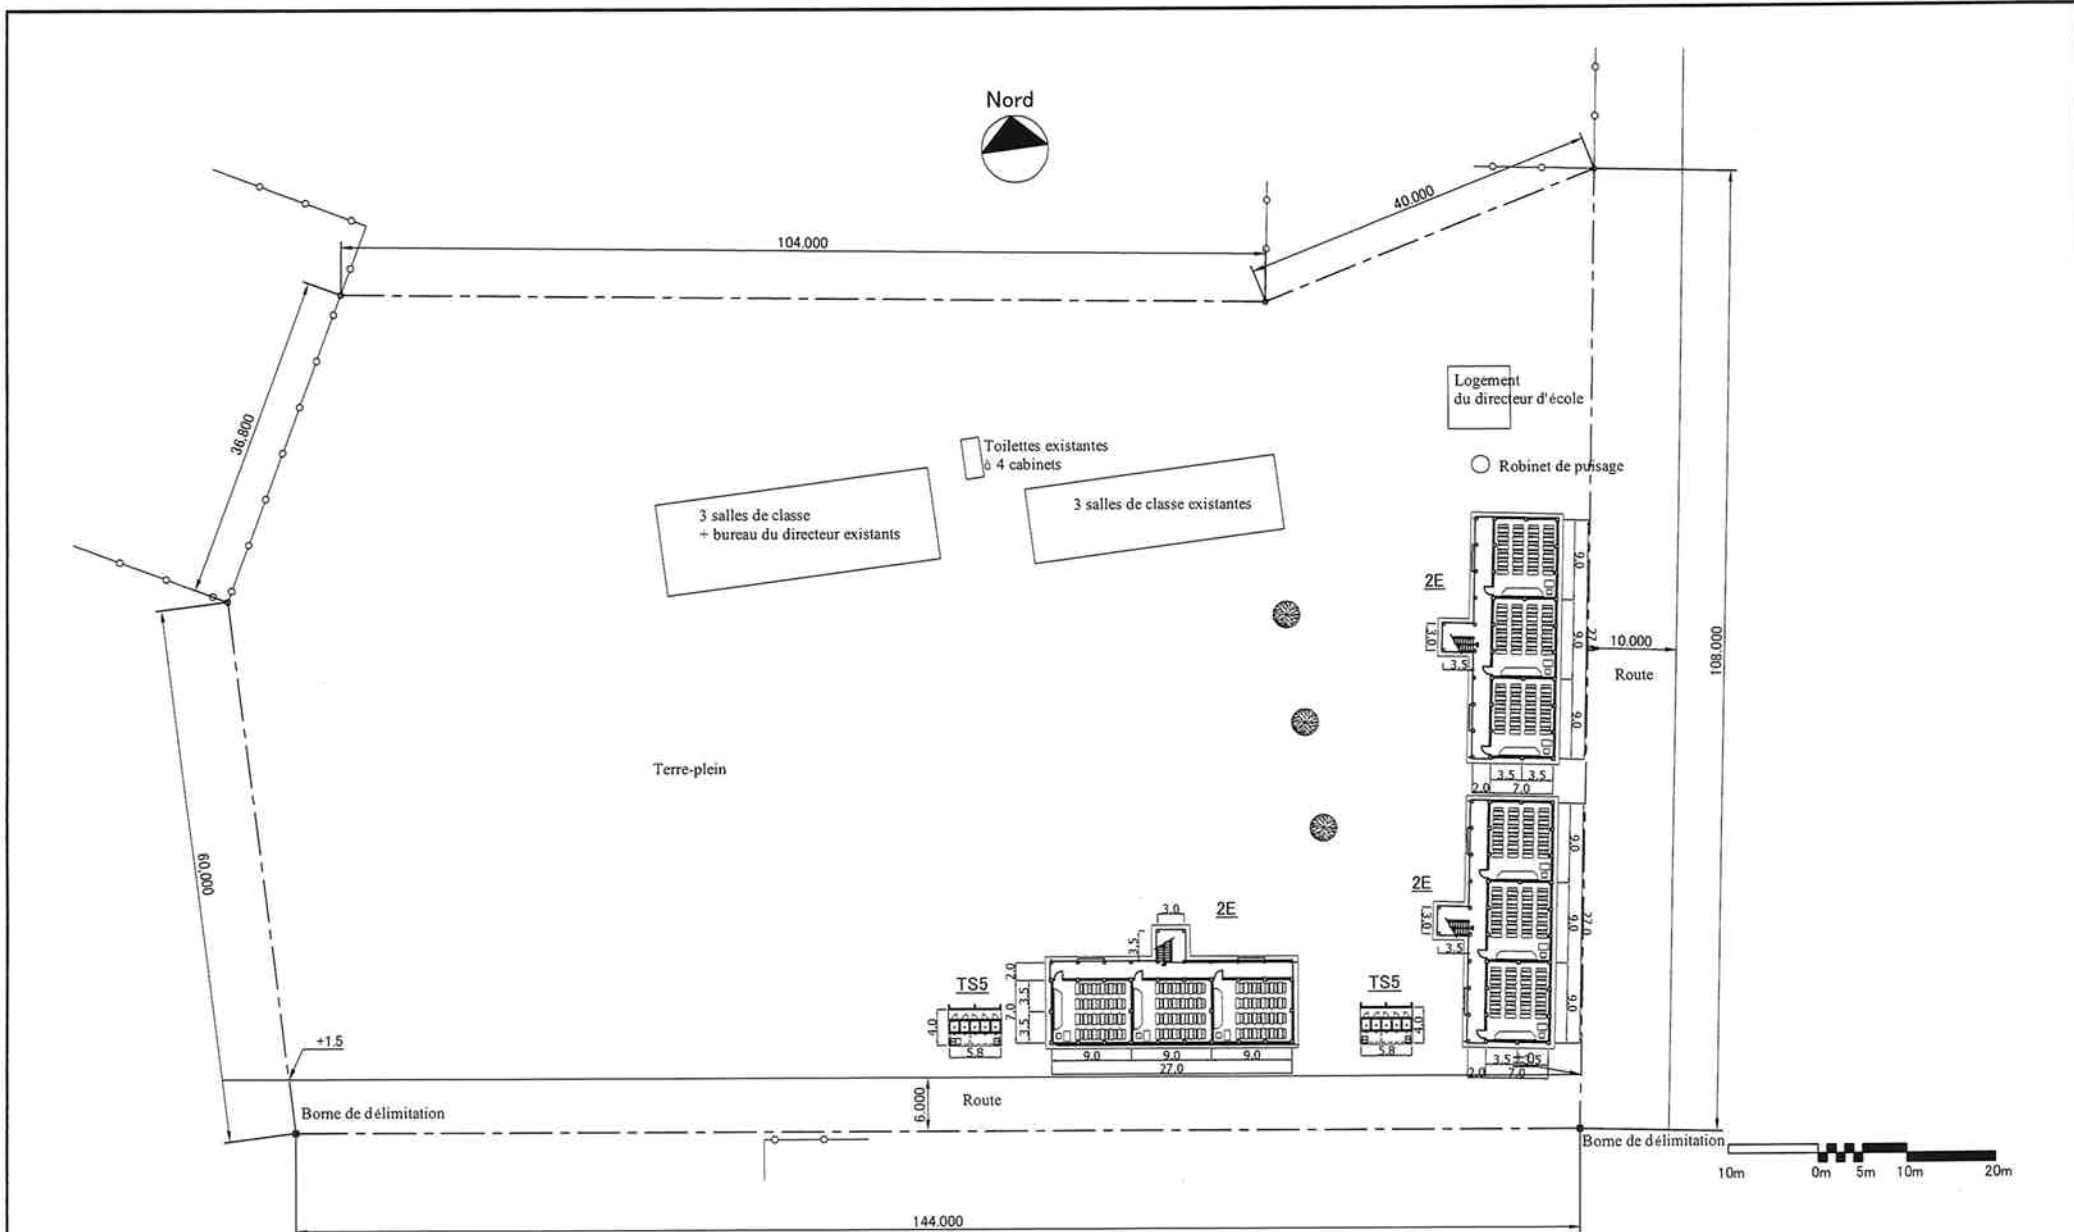 Nord
40.000
104.000
36.800
Logement
du directeur d'école
Toilettes existantes
à 4 cabinets
Robinet de puisage
3 salles de classe
+ bureau du directeur existants
3 salles de classe existantes
2E
9.0
9.0
9.0
27
3.0
3.5
10.000
Route
108.000
3.5
3.5
2.0
7.0
Terre-plein
60.000
2E
9.0
9.0
9.0
27.0
3.0
3.5
3.0
2E
3.5
2.0
3.5
7.0
3.5
TS5
4.0
5.8
9.0
9.0
9.0
27.0
TS5
4.0
5.8
3.5
±0
3.5
2.0
7.0
+1.5
6.000
Route
Borne de délimitation
Borne de délimitation
10m
0m
5m
10m
20m
144.000